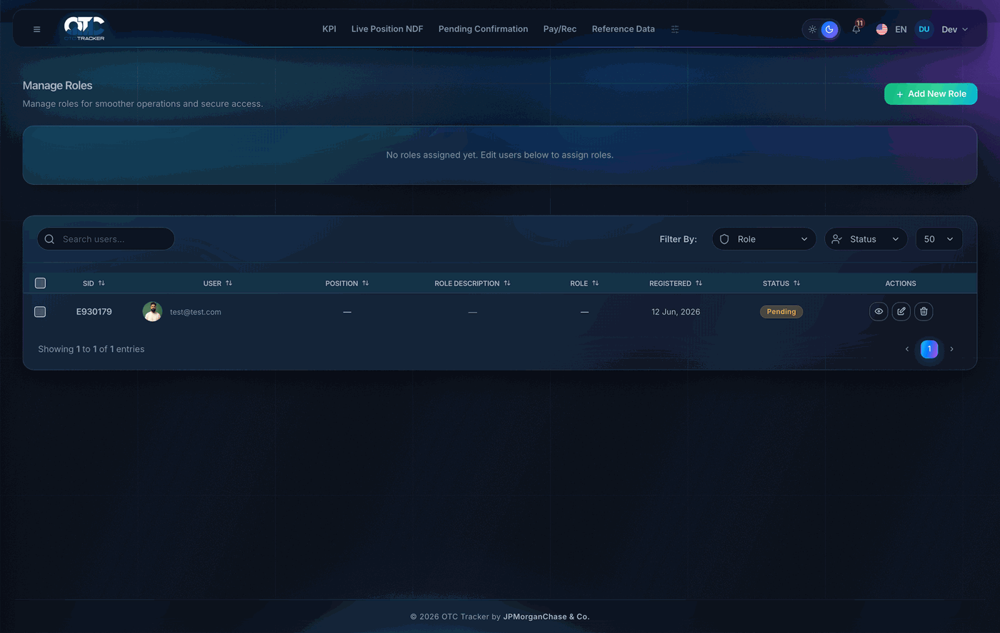 OTC
OTC TRACKER
KPI Live Position NDF Pending Confirmation Pay/Rec Reference Data
11
EN DU Dev
Manage Roles
Manage roles for smoother operations and secure access.
+ Add New Role
No roles assigned yet. Edit users below to assign roles.
Search users...
Filter By: Role Status 50
SID USER POSITION ROLE DESCRIPTION ROLE REGISTERED STATUS ACTIONS
E930179 test@test.com — — — 12 Jun, 2026 Pending
Showing 1 to 1 of 1 entries
‹ 1 ›
© 2026 OTC Tracker by JPMorganChase & Co.